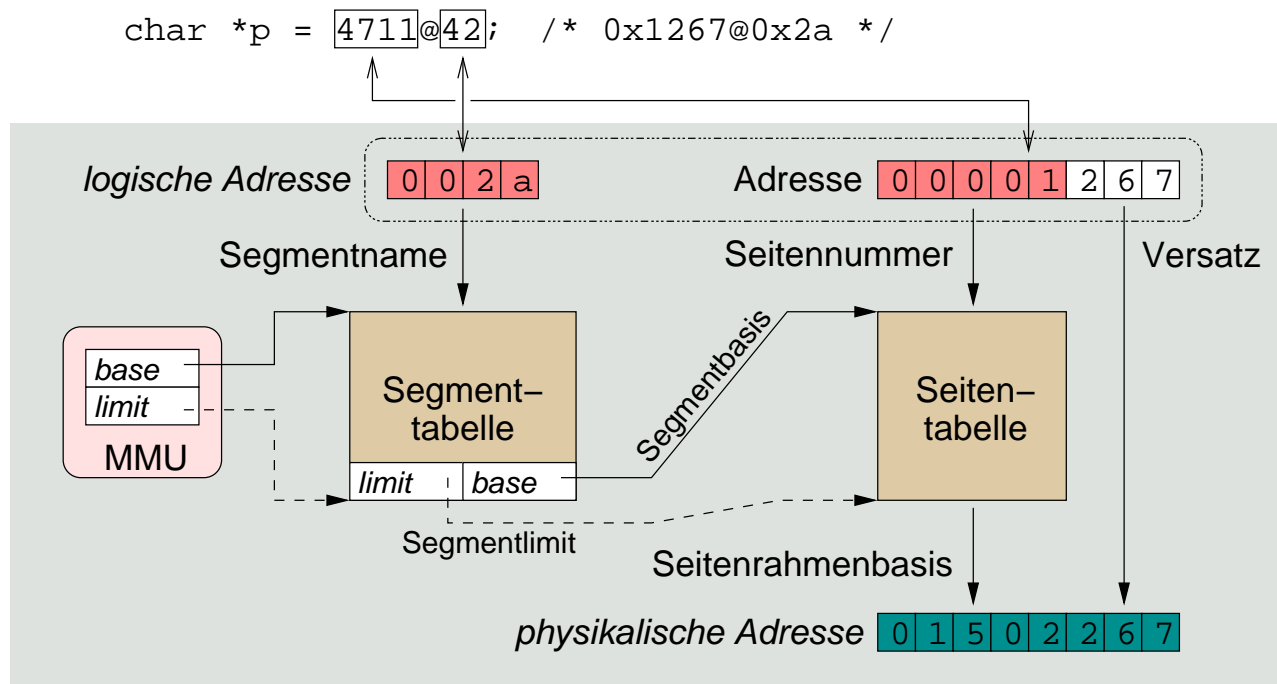 char *p = 4711@42; /* 0x1267@0x2a */
logische Adresse 0 0 2 a Adresse 0 0 0 0 1 2 6 7
Segmentname Seitennummer Versatz
base
limit
MMU
Segment–
tabelle
limit base
Segmentbasis
Segmentlimit
Seiten–
tabelle
Seitenrahmenbasis
physikalische Adresse 0 1 5 0 2 2 6 7